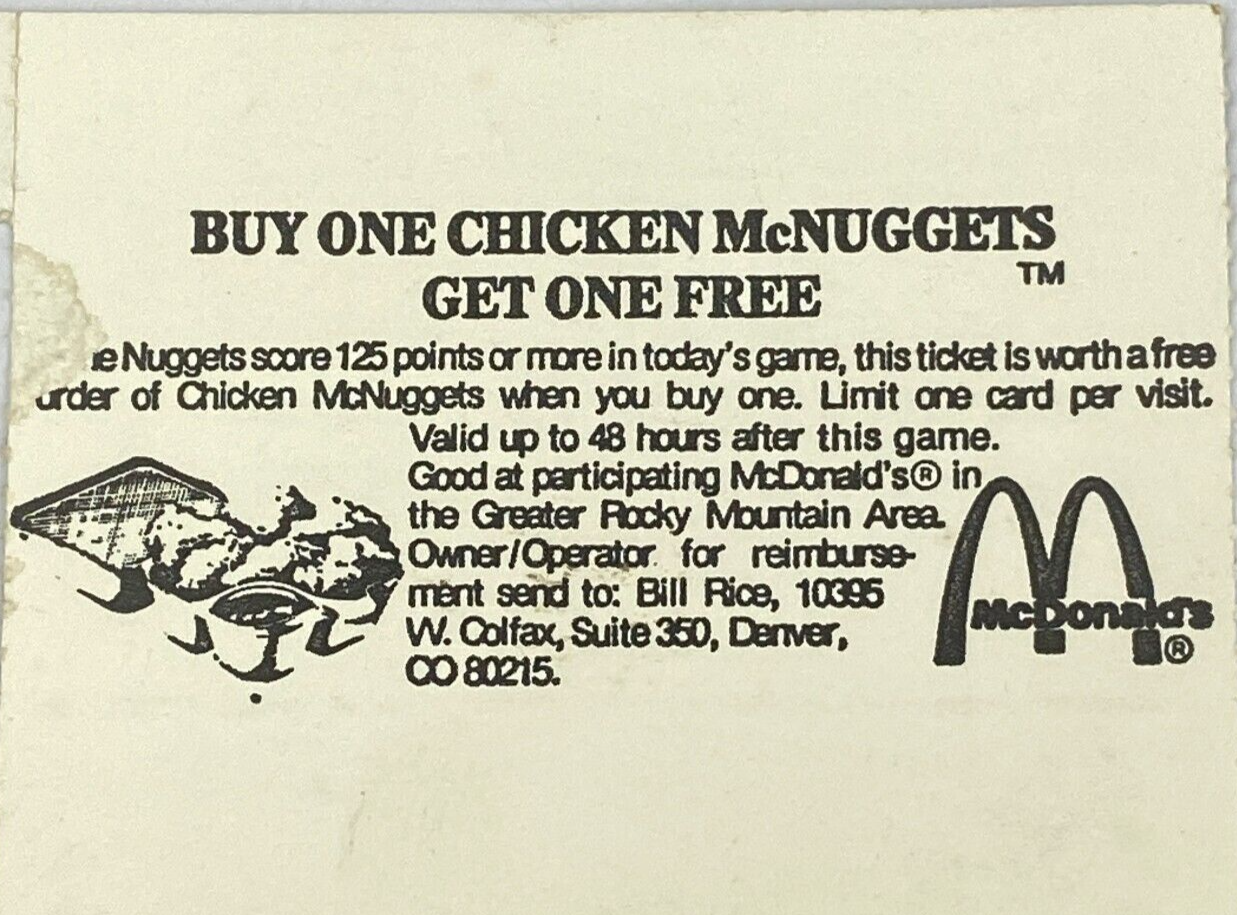 BUY ONE CHICKEN McNUGGETS
TM
GET ONE FREE
e Nuggets score 125 points or more in today's game, this ticket is worth a free
order of Chicken McNuggets when you buy one. Limit one card per visit.
Valid up to 48 hours after this game.
Good at participating McDonald's® in
the Greater Rocky Mountain Area.
Owner/Operator for reimburse-
ment send to: Bill Rice, 10395
W. Colfax, Suite 350, Denver,
CO 80215.
McDonald's
®